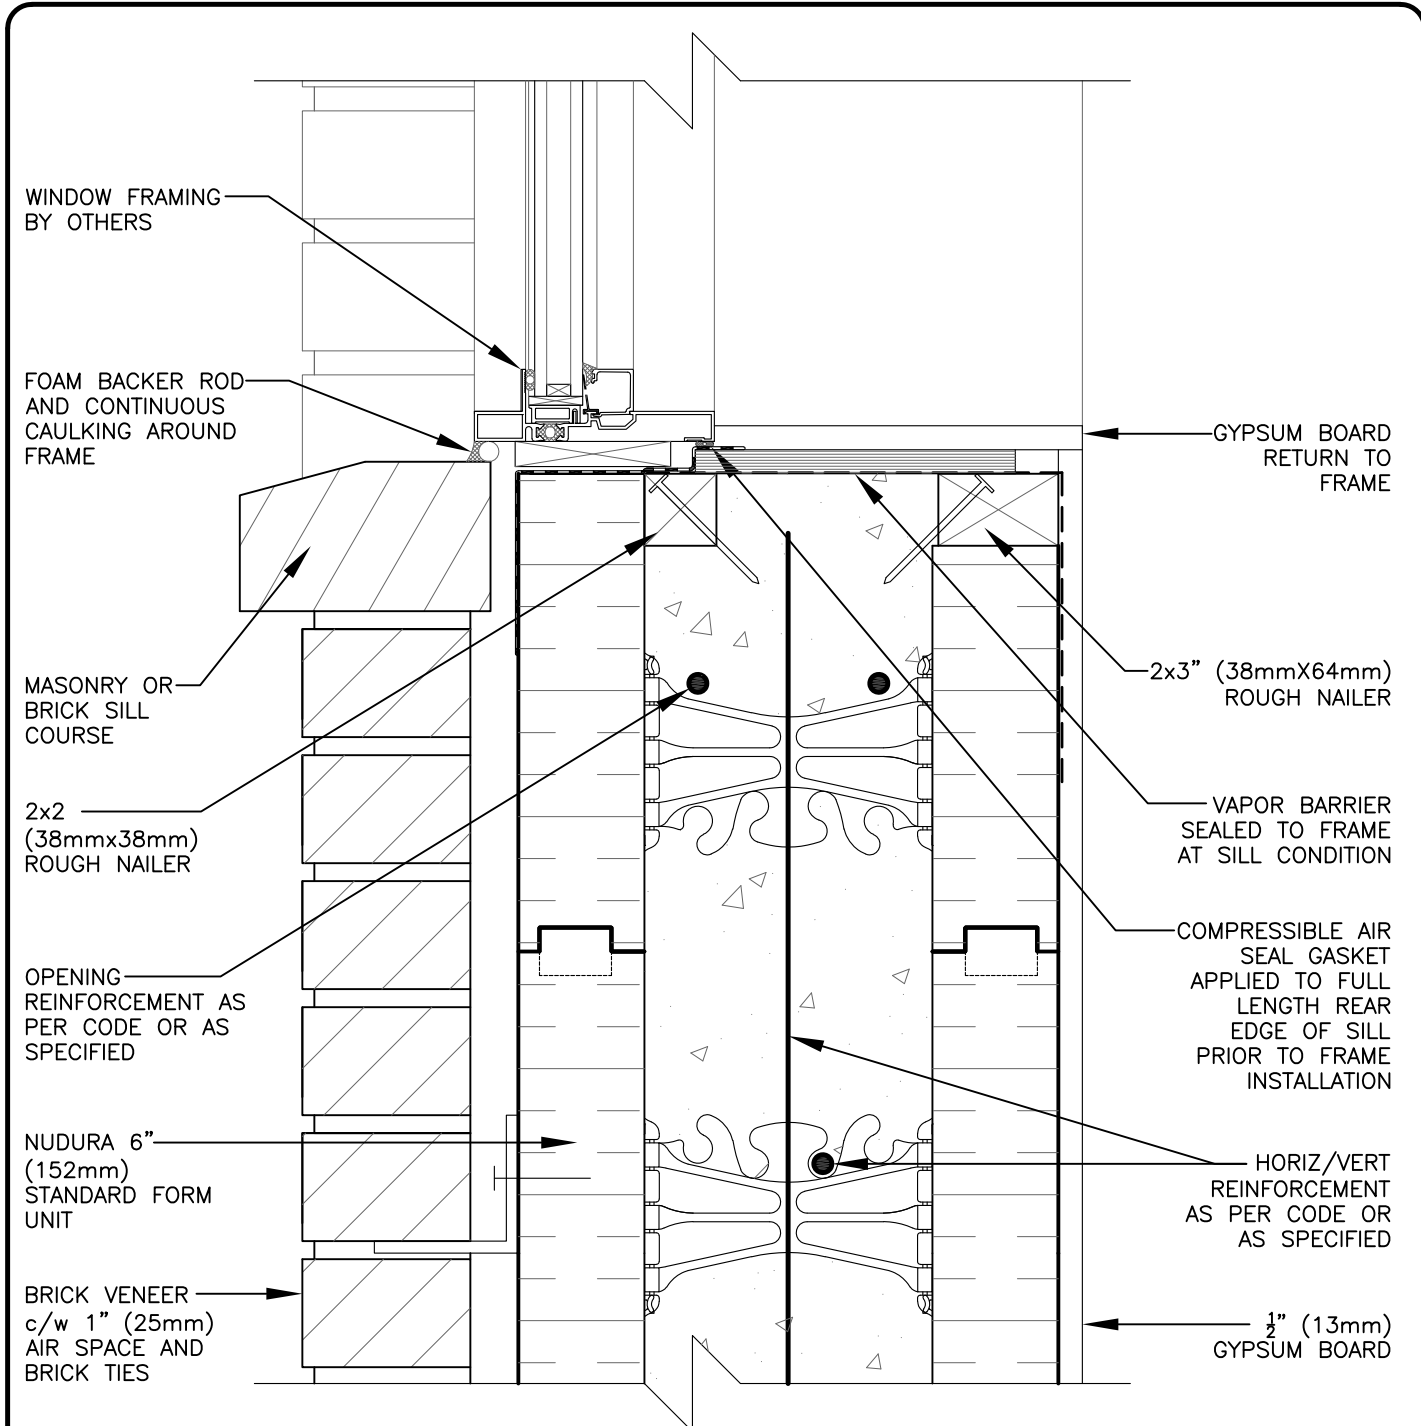 WINDOW FRAMING
BY OTHERS
FOAM BACKER ROD
AND CONTINUOUS
CAULKING AROUND
FRAME
MASONRY OR
BRICK SILL
COURSE
2x2
(38mmx38mm)
ROUGH NAILER
OPENING
REINFORCEMENT AS
PER CODE OR AS
SPECIFIED
NUDURA 6”
(152mm)
STANDARD FORM
UNIT
BRICK VENEER
c/w 1” (25mm)
AIR SPACE AND
BRICK TIES
GYPSUM BOARD
RETURN TO
FRAME
2x3” (38mmX64mm)
ROUGH NAILER
VAPOR BARRIER
SEALED TO FRAME
AT SILL CONDITION
COMPRESSIBLE AIR
SEAL GASKET
APPLIED TO FULL
LENGTH REAR
EDGE OF SILL
PRIOR TO FRAME
INSTALLATION
HORIZ/VERT
REINFORCEMENT
AS PER CODE OR
AS SPECIFIED
½” (13mm)
GYPSUM BOARD